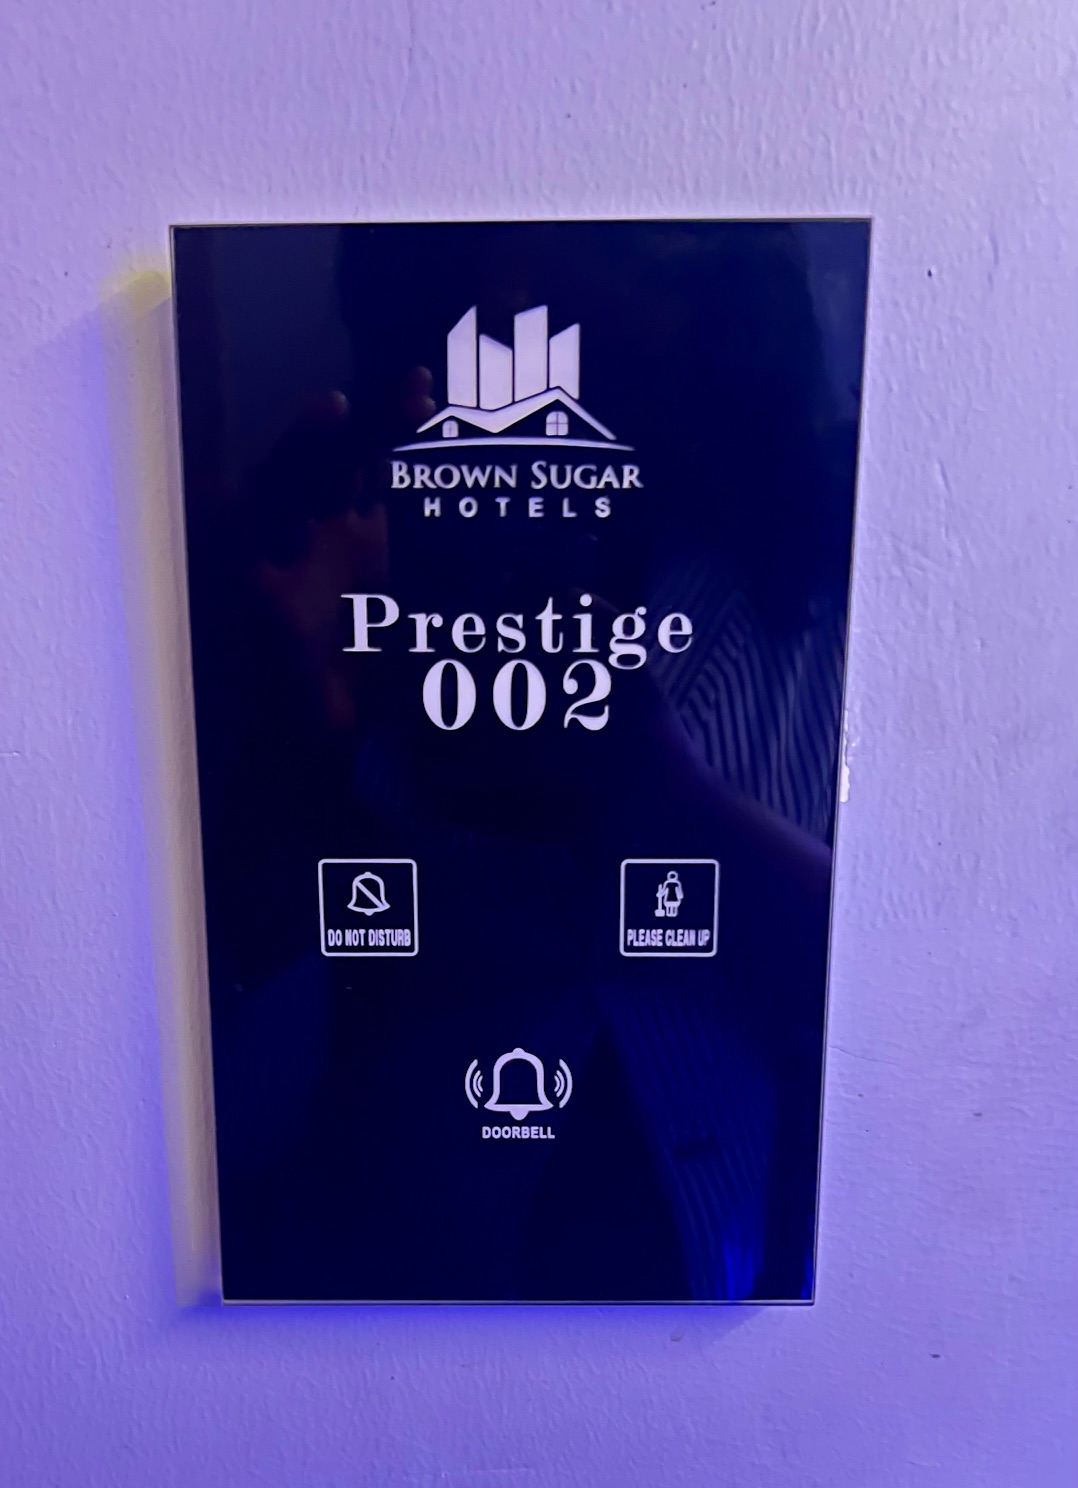 BROWN SUGAR
HOTELS
Prestige
002
DO NOT DISTURB
PLEASE CLEAN UP
DOORBELL